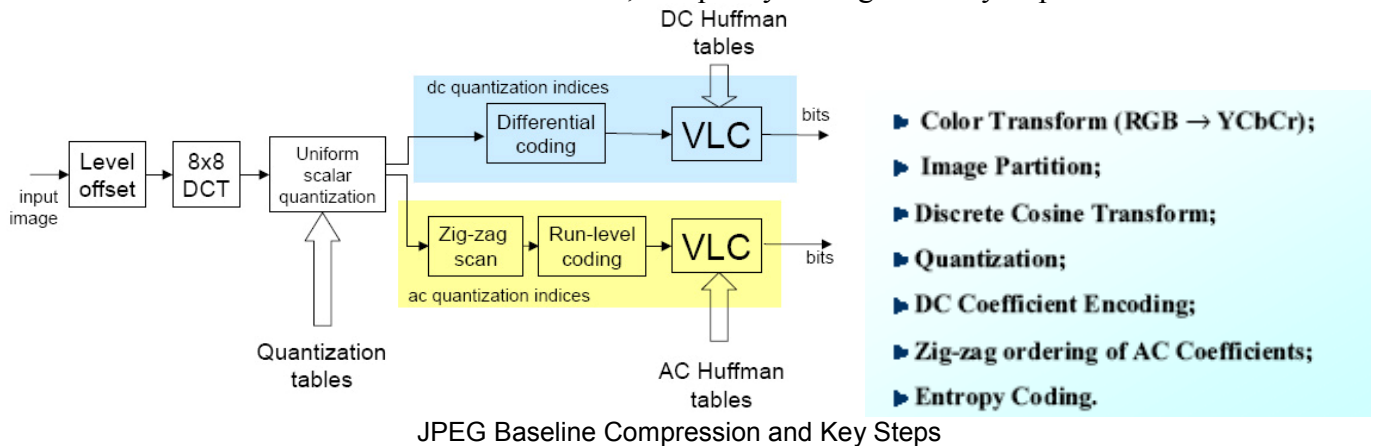 DC Huffman
tables
dc quantization indices
Differential
coding
VLC
bits
input
image
Level
offset
8x8
DCT
Uniform
scalar
quantization
Zig-zag
scan
Run-level
coding
VLC
bits
ac quantization indices
Quantization
tables
AC Huffman
tables
Color Transform (RGB → YCbCr);
Image Partition;
Discrete Cosine Transform;
Quantization;
DC Coefficient Encoding;
Zig-zag ordering of AC Coefficients;
Entropy Coding.
JPEG Baseline Compression and Key Steps